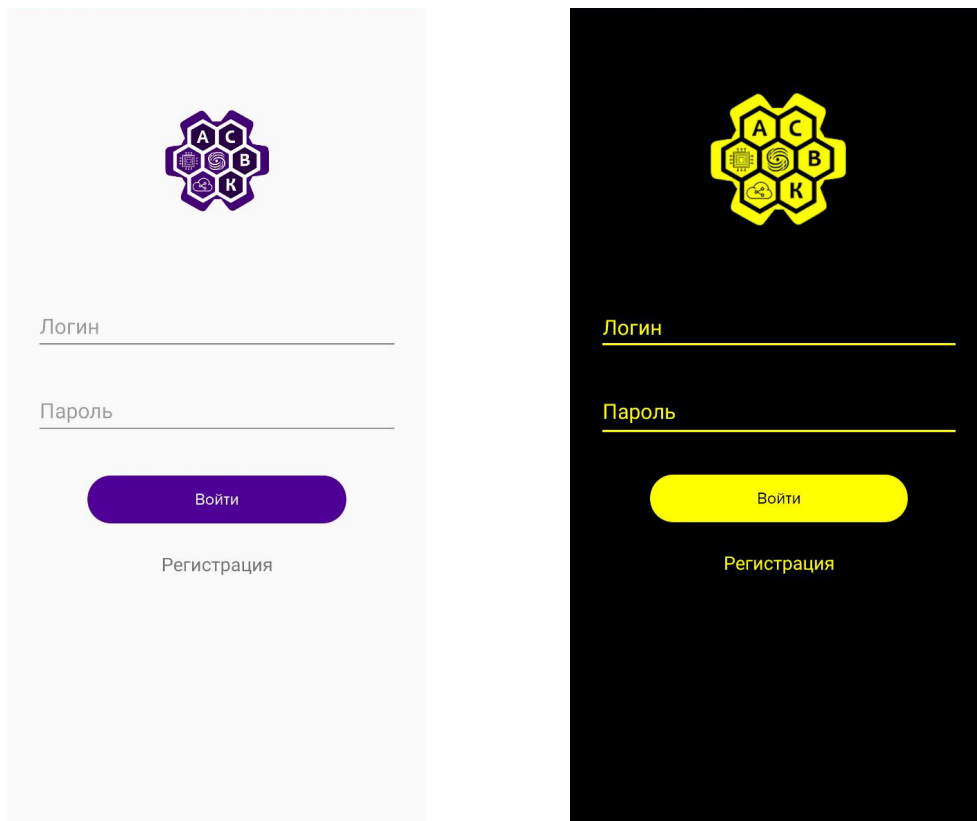 А С
В
К
Логин
Пароль
Войти
Регистрация
А С
В
К
Логин
Пароль
Войти
Регистрация